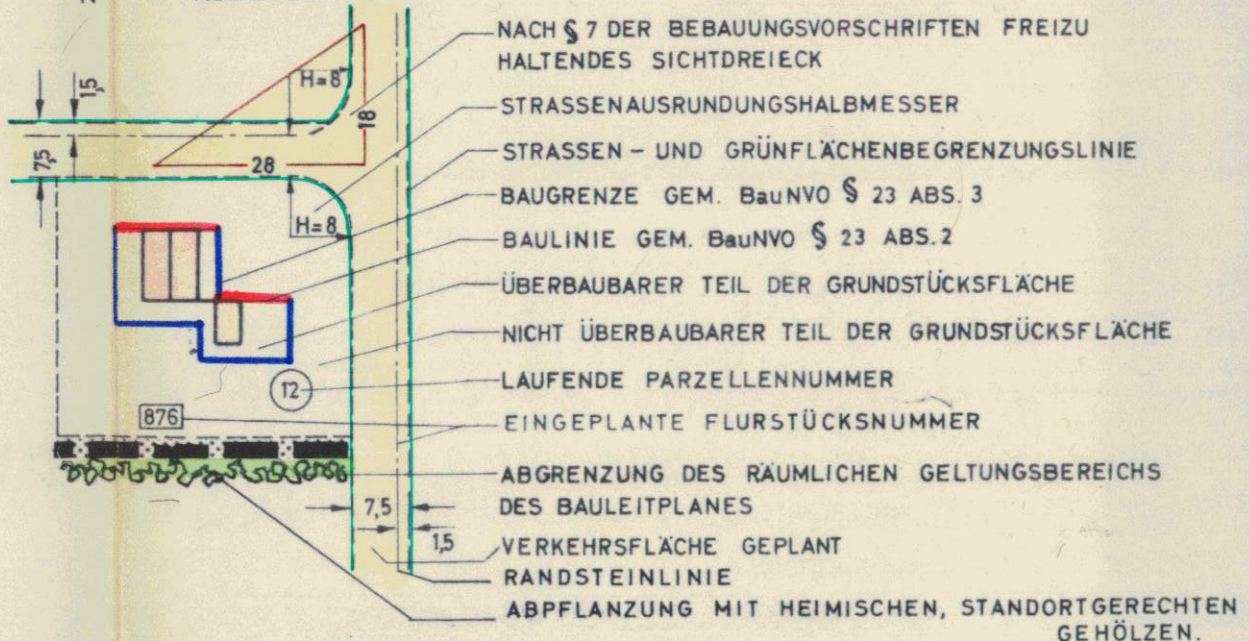 NACH § 7 DER BEBAUUNGSVORSCHRIFTEN FREIZU
HALTENDES SICHTDREIECK
STRASSENAUSRUNDUNGSHALBMESSER
STRASSEN- UND GRÜNFLÄCHENBEGRENZUNGSLINIE
BAUGRENZE GEM. BauNVO § 23 ABS. 3
BAULINIE GEM. BauNVO § 23 ABS. 2
ÜBERBAUBARER TEIL DER GRUNDSTÜCKSFLÄCHE
NICHT ÜBERBAUBARER TEIL DER GRUNDSTÜCKSFLÄCHE
LAUFENDE PARZELLENNUMMER
EINGEPLANTE FLURSTÜCKSNUMMER
ABGRENZUNG DES RÄUMLICHEN GELTUNGSBEREICHS
DES BAULEITPLANES
VERKEHRSFLÄCHE GEPLANT
RANDSTEINLINIE
ABPFLANZUNG MIT HEIMISCHEN, STANDORTGERECHTEN
GEHÖLZEN.
1,5
7,5
H=8
18
28
H=8
12
876
7,5
1,5